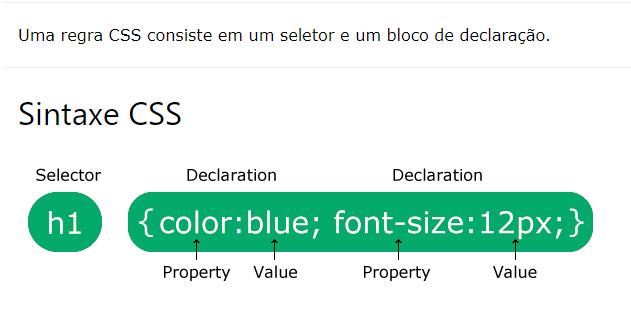 Uma regra CSS consiste em um seletor e um bloco de declaração.
Sintaxe CSS
Selector Declaration Declaration
h1 {color:blue; font-size:12px;}
Property Value Property Value